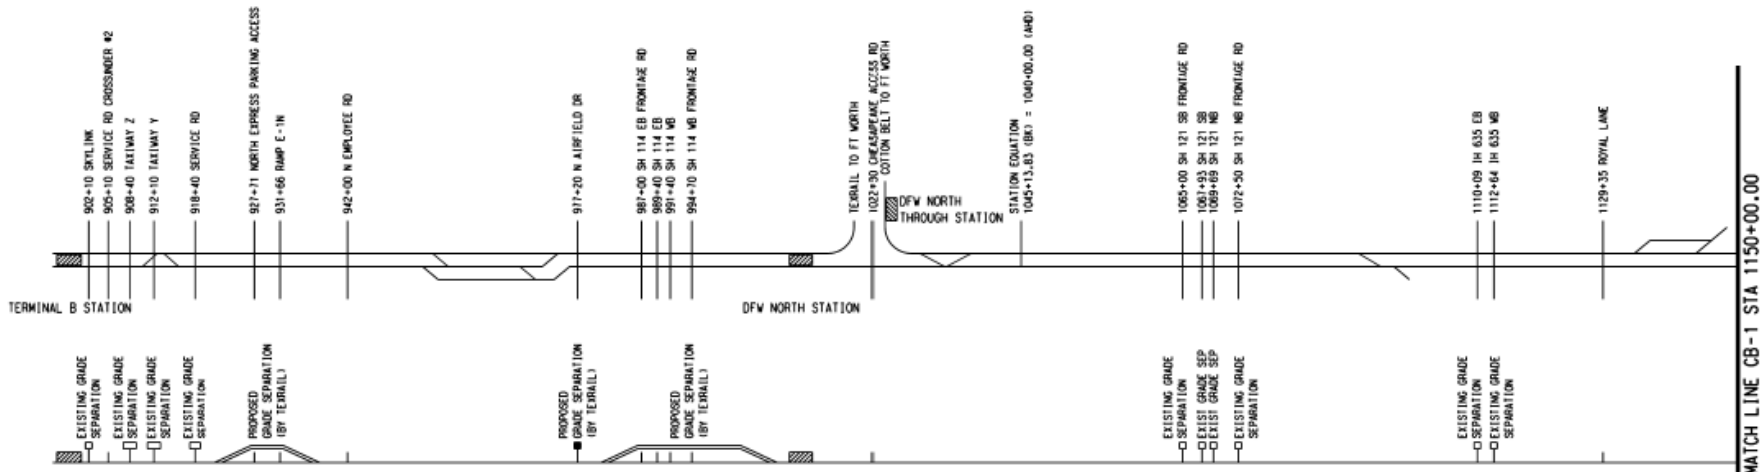 902+10 SKYLINK
905+10 SERVICE RD CROSSUNDER #2
908+40 TAXIWAY Z
912+10 TAXIWAY Y
918+40 SERVICE RD
927+71 NORTH EXPRESS PARKING ACCESS
931+66 RAMP E-1N
942+00 N EMPLOYEE RD
977+20 N AIRFIELD DR
987+00 SH 114 EB FRONTAGE RD
989+40 SH 114 EB
991+40 SH 114 WB
994+70 SH 114 WB FRONTAGE RD
TEXRAIL TO FT WORTH
1022+30 CHEASAPEAKE ACCESS RD
COTTON BELT TO FT WORTH
DFW NORTH
THROUGH STATION
STATION EQUATION
1045+13.83 (BK) = 1040+00.00 (AHD)
1065+00 SH 121 SB FRONTAGE RD
1067+93 SH 121 SB
1069+69 SH 121 NB
1072+50 SH 121 NB FRONTAGE RD
1110+09 IH 635 EB
1112+64 IH 635 WB
1129+35 ROYAL LANE
MATCH LINE CB-1 STA 1150+00.00
TERMINAL B STATION
DFW NORTH STATION
EXISTING GRADE
SEPARATION
EXISTING GRADE
SEPARATION
EXISTING GRADE
SEPARATION
EXISTING GRADE
SEPARATION
PROPOSED
GRADE SEPARATION
(BY TEXRAIL)
PROPOSED
GRADE SEPARATION
(BY TEXRAIL)
PROPOSED
GRADE SEPARATION
(BY TEXRAIL)
EXISTING GRADE
SEPARATION
EXIST GRADE SEP
EXIST GRADE SEP
EXISTING GRADE
SEPARATION
EXISTING GRADE
SEPARATION
EXISTING GRADE
SEPARATION